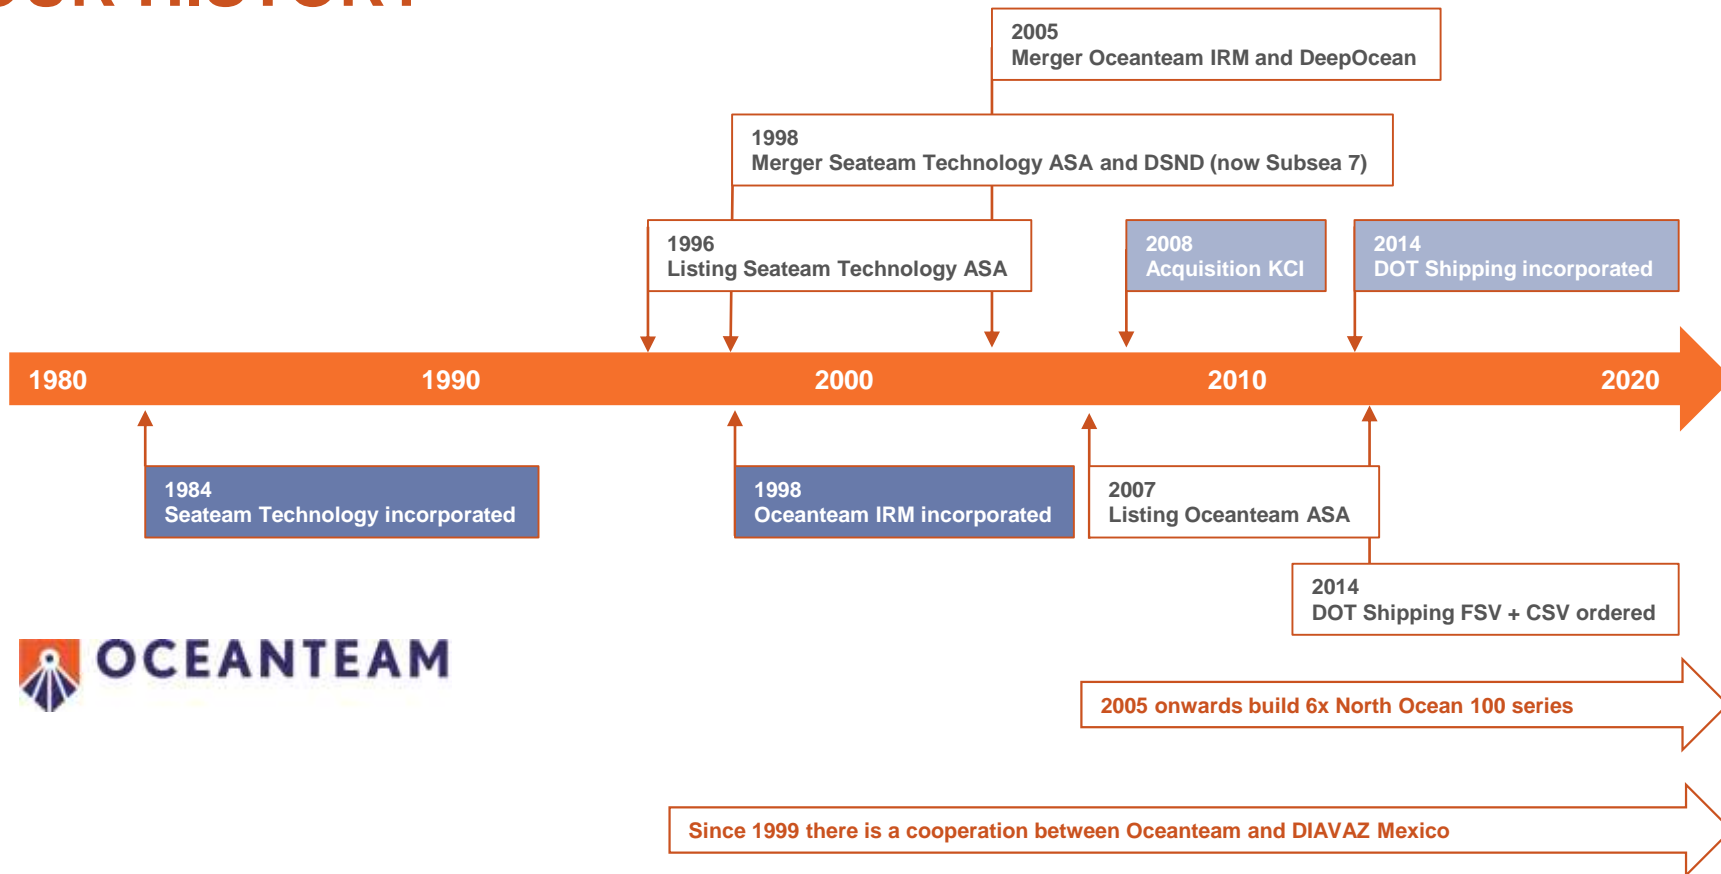 OUR HISTORY
2005
Merger Oceanteam IRM and DeepOcean
1998
Merger Seateam Technology ASA and DSND (now Subsea 7)
1996
Listing Seateam Technology ASA
2008
Acquisition KCI
2014
DOT Shipping incorporated
1980 1990 2000 2010 2020
1984
Seateam Technology incorporated
1998
Oceanteam IRM incorporated
2007
Listing Oceanteam ASA
2014
DOT Shipping FSV + CSV ordered
OCEANTEAM
2005 onwards build 6x North Ocean 100 series
Since 1999 there is a cooperation between Oceanteam and DIAVAZ Mexico